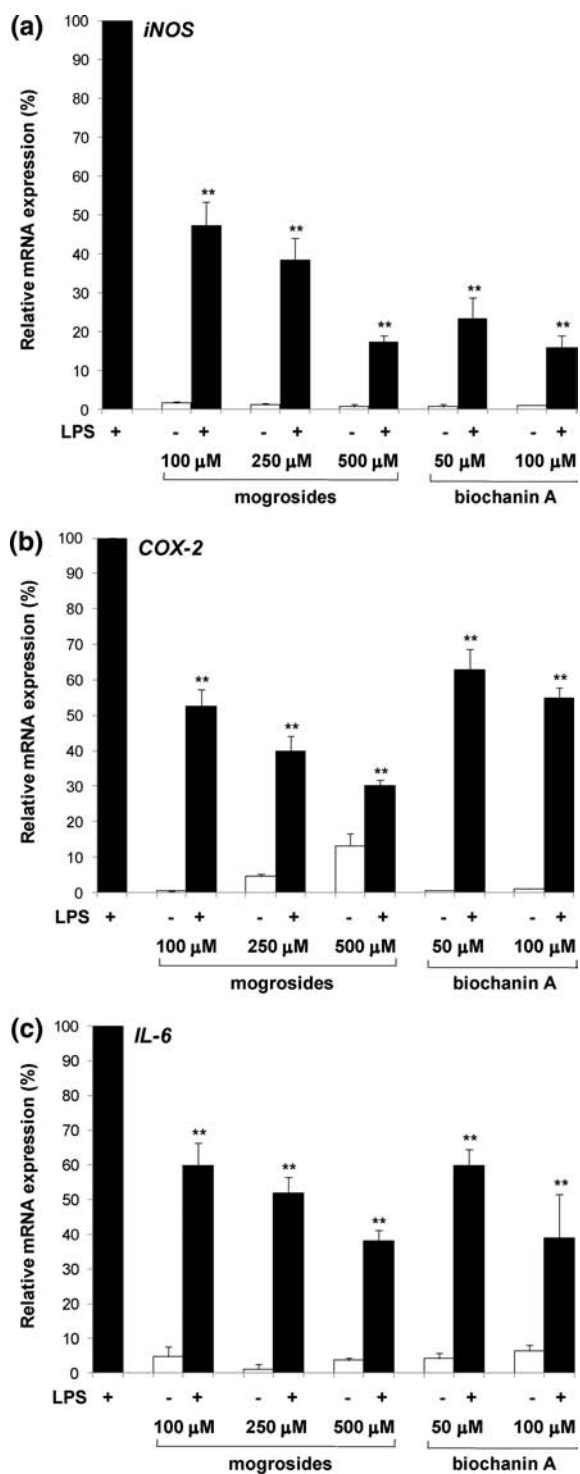 (a)
iNOS
Relative mRNA expression (%)
100
90
80
70
60
50
40
30
20
10
0
** ** ** ** **
LPS + - + - + - + - + - +
100 μM 250 μM 500 μM 50 μM 100 μM
mogrosides biochanin A
(b)
COX-2
Relative mRNA expression (%)
100
90
80
70
60
50
40
30
20
10
0
** ** ** ** **
LPS + - + - + - + - + - +
100 μM 250 μM 500 μM 50 μM 100 μM
mogrosides biochanin A
(c)
IL-6
Relative mRNA expression (%)
100
90
80
70
60
50
40
30
20
10
0
** ** ** ** **
LPS + - + - + - + - + - +
100 μM 250 μM 500 μM 50 μM 100 μM
mogrosides biochanin A